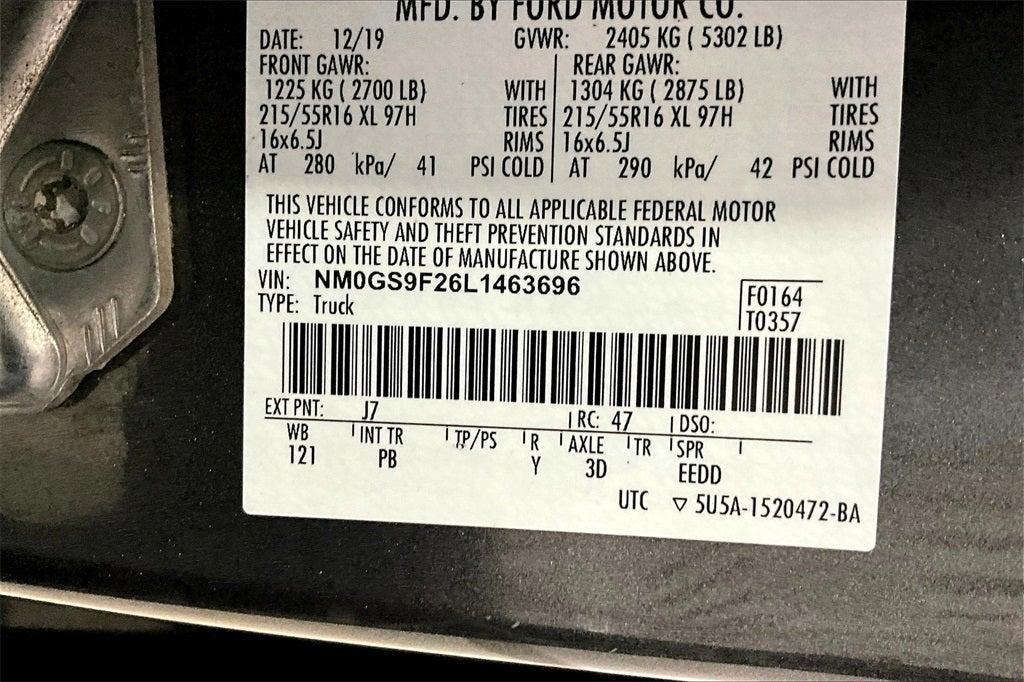 MFD. BY FORD MOTOR CO.
DATE: 12/19 GVWR: 2405 KG ( 5302 LB)
FRONT GAWR: REAR GAWR:
1225 KG ( 2700 LB) WITH 1304 KG ( 2875 LB) WITH
215/55R16 XL 97H TIRES 215/55R16 XL 97H TIRES
16x6.5J RIMS 16x6.5J RIMS
AT 280 kPa/ 41 PSI COLD AT 290 kPa/ 42 PSI COLD
THIS VEHICLE CONFORMS TO ALL APPLICABLE FEDERAL MOTOR
VEHICLE SAFETY AND THEFT PREVENTION STANDARDS IN
EFFECT ON THE DATE OF MANUFACTURE SHOWN ABOVE.
VIN: NM0GS9F26L1463696
F0164
TYPE: Truck
T0357
EXT PNT: J7 RC: 47 DSO:
WB INT TR TP/PS R AXLE TR SPR
121 PB Y 3D EEDD
UTC ▽ 5U5A-1520472-BA